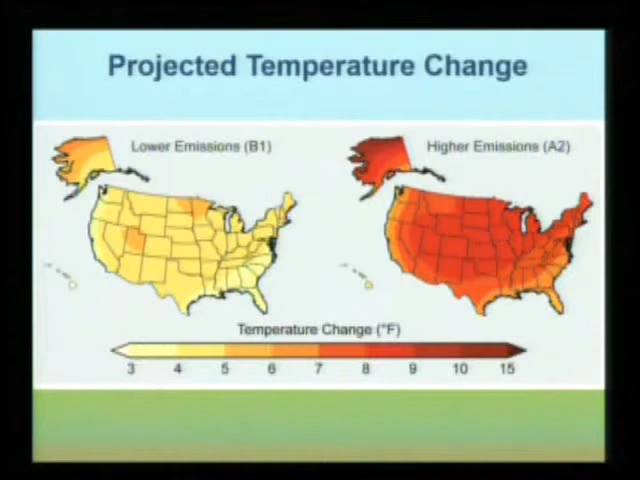 Projected Temperature Change
Lower Emissions (B1)
Higher Emissions (A2)
Temperature Change (°F)
3 4 5 6 7 8 9 10 15